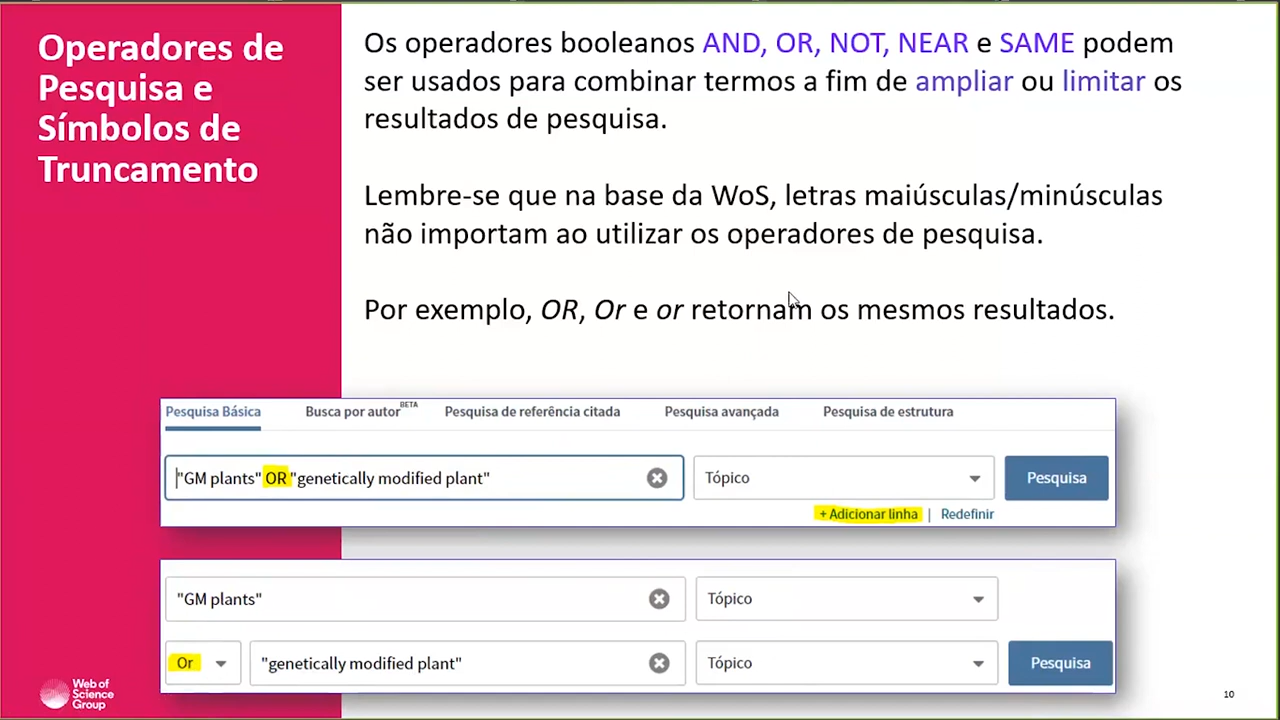 Operadores de
Pesquisa e
Símbolos de
Truncamento
Os operadores booleanos AND, OR, NOT, NEAR e SAME podem
ser usados para combinar termos a fim de ampliar ou limitar os
resultados de pesquisa.
Lembre-se que na base da WoS, letras maiúsculas/minúsculas
não importam ao utilizar os operadores de pesquisa.
Por exemplo, OR, Or e or retornam os mesmos resultados.
Pesquisa Básica Busca por autor BETA Pesquisa de referência citada Pesquisa avançada Pesquisa de estrutura
"GM plants" OR "genetically modified plant" Tópico Pesquisa
+ Adicionar linha | Redefinir
"GM plants" Tópico
Or "genetically modified plant" Tópico Pesquisa
Web of
Science
Group
10